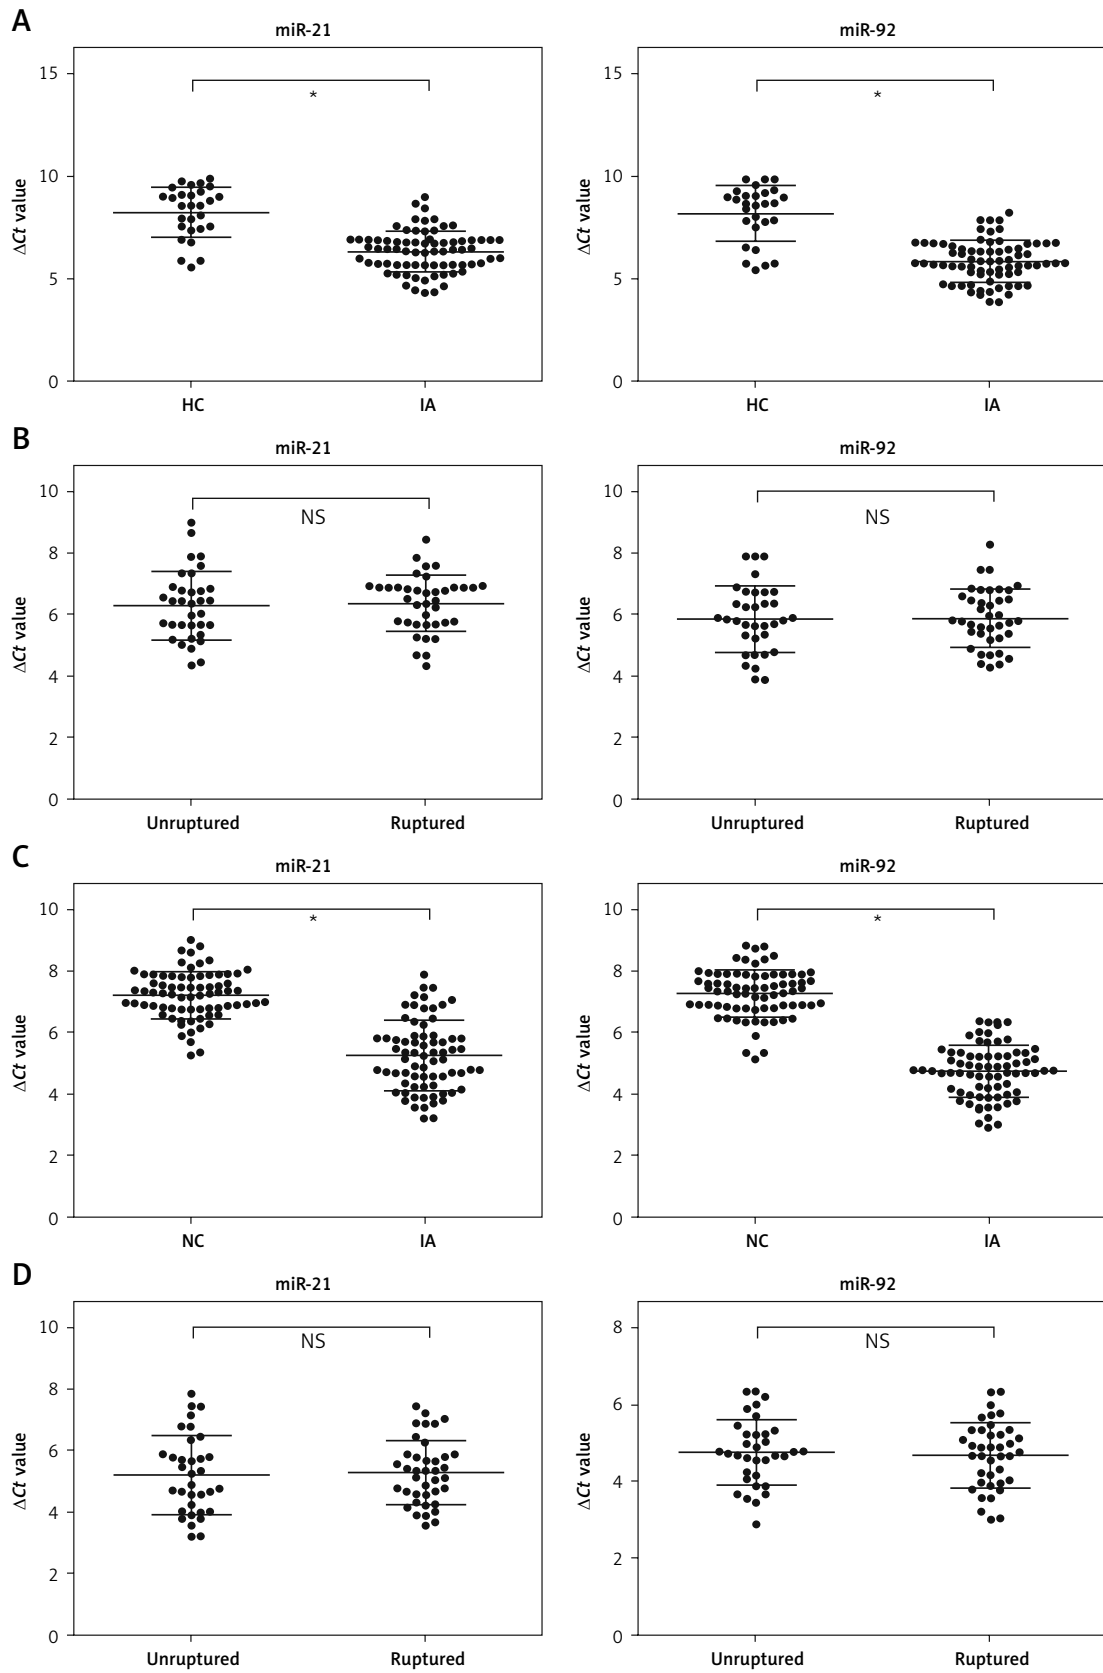 A
miR-21
miR-92
15
10
5
0
ΔCt value
*
HC
IA
15
10
5
0
ΔCt value
*
HC
IA
B
miR-21
miR-92
10
8
6
4
2
0
ΔCt value
NS
Unruptured
Ruptured
10
8
6
4
2
0
ΔCt value
NS
Unruptured
Ruptured
C
miR-21
miR-92
10
8
6
4
2
0
ΔCt value
*
NC
IA
10
8
6
4
2
0
ΔCt value
*
NC
IA
D
miR-21
miR-92
10
8
6
4
2
0
ΔCt value
NS
Unruptured
Ruptured
8
6
4
2
0
ΔCt value
NS
Unruptured
Ruptured